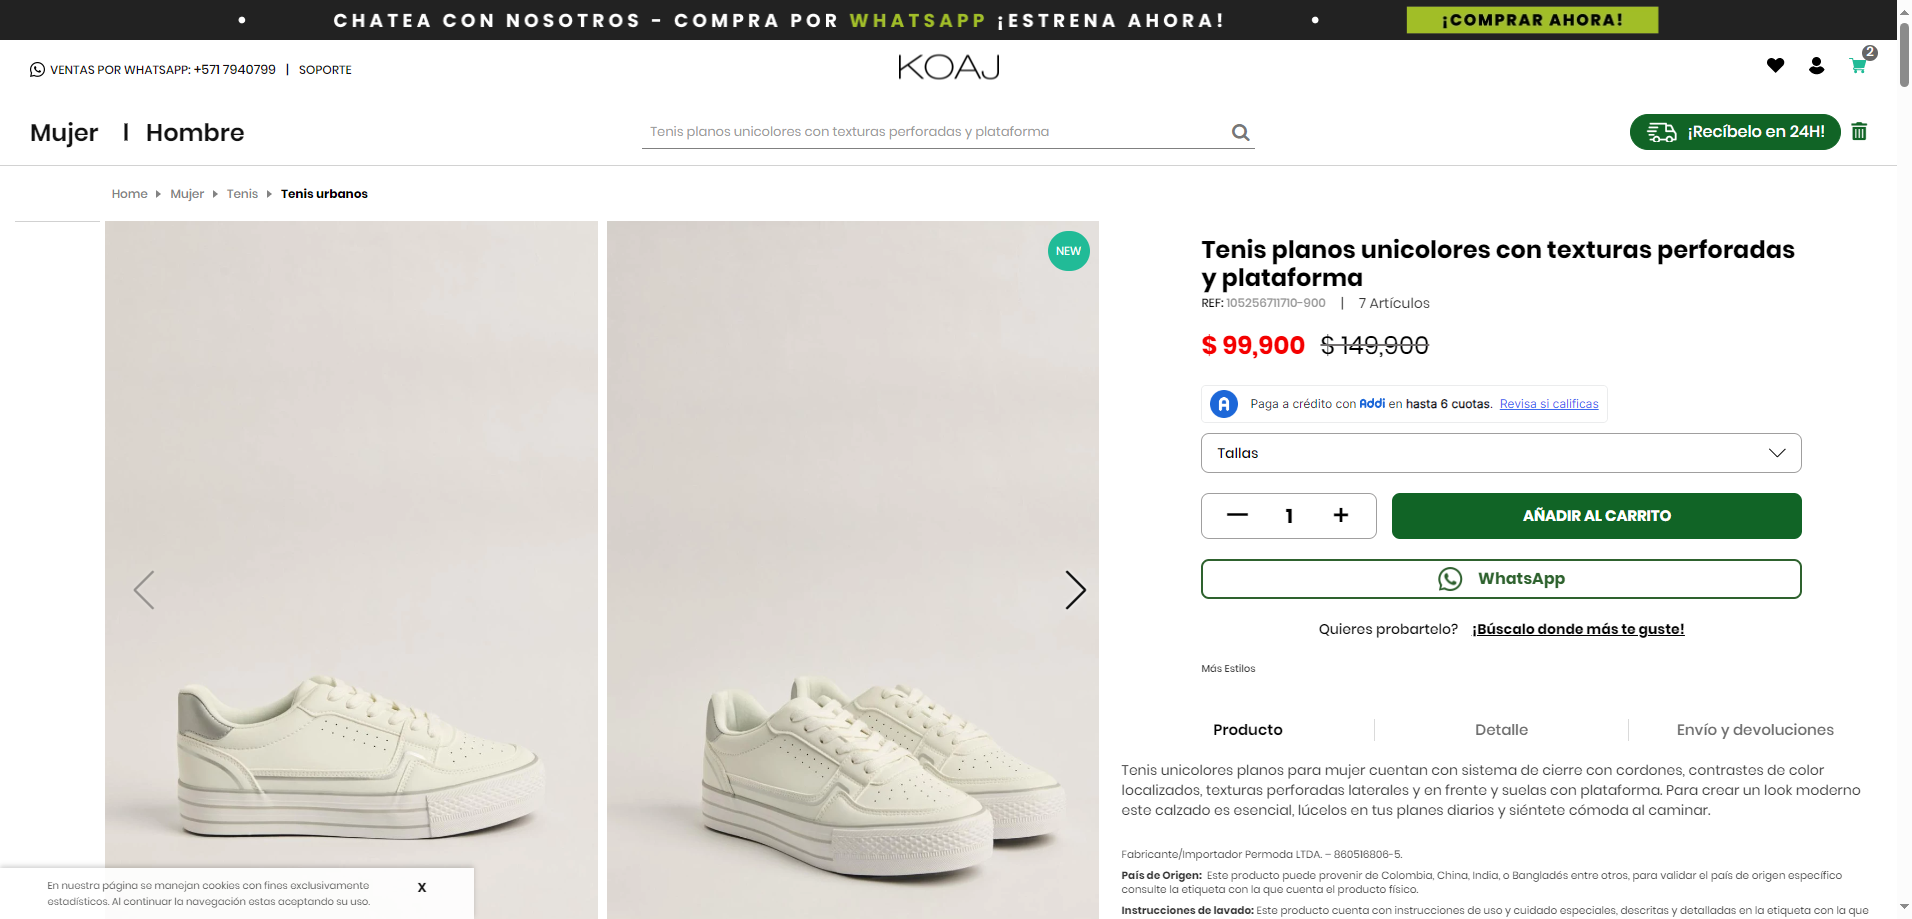 CHATEA CON NOSOTROS - COMPRA POR WHATSAPP ¡ESTRENA AHORA!
¡COMPRAR AHORA!
VENTAS POR WHATSAPP: +571 7940799 | SOPORTE
KOAJ
2
Mujer | Hombre
Tenis planos unicolores con texturas perforadas y plataforma
¡Recíbelo en 24H!
Home Mujer Tenis Tenis urbanos
NEW
Tenis planos unicolores con texturas perforadas
y plataforma
REF: 105256711710-900 | 7 Artículos
$ 99,900 $ 149,900
Paga a crédito con Addi en hasta 6 cuotas. Revisa si calificas
Tallas
1
AÑADIR AL CARRITO
WhatsApp
Quieres probartelo? ¡Búscalo donde más te guste!
Más Estilos
Producto
Detalle
Envío y devoluciones
Tenis unicolores planos para mujer cuentan con sistema de cierre con cordones, contrastes de color
localizados, texturas perforadas laterales y en frente y suelas con plataforma. Para crear un look moderno
este calzado es esencial, lúcelos en tus planes diarios y siéntete cómoda al caminar.
Fabricante/Importador Permoda LTDA. – 860516806-5.
País de Origen: Este producto puede provenir de Colombia, China, India, o Bangladés entre otros, para validar el país de origen específico
consulte la etiqueta con la que cuenta el producto físico.
Instrucciones de lavado: Este producto cuenta con instrucciones de uso y cuidado especiales, descritas y detalladas en la etiqueta con la que
En nuestra página se manejan cookies con fines exclusivamente
estadísticos. Al continuar la navegación estas aceptando su uso.
X